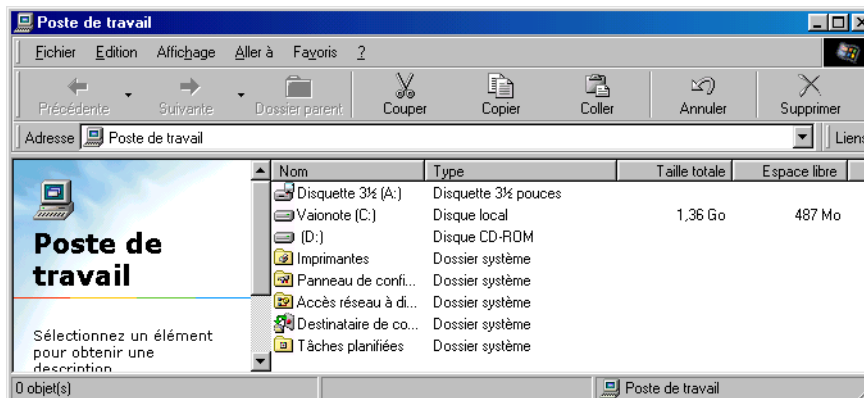 Poste de travail
Fichier Edition Affichage Aller à Favoris ?
Précédente Suivante Dossier parent Couper Copier Coller Annuler Supprimer
Adresse Poste de travail Liens
Nom Type Taille totale Espace libre
Disquette 3½ (A:) Disquette 3½ pouces
Vaionote (C:) Disque local 1,36 Go 487 Mo
(D:) Disque CD-ROM
Imprimantes Dossier système
Panneau de confi... Dossier système
Accès réseau à di... Dossier système
Destinataire de co... Dossier système
Tâches planifiées Dossier système
Poste de
travail
Sélectionnez un élément
pour obtenir une
description
0 objet(s) Poste de travail